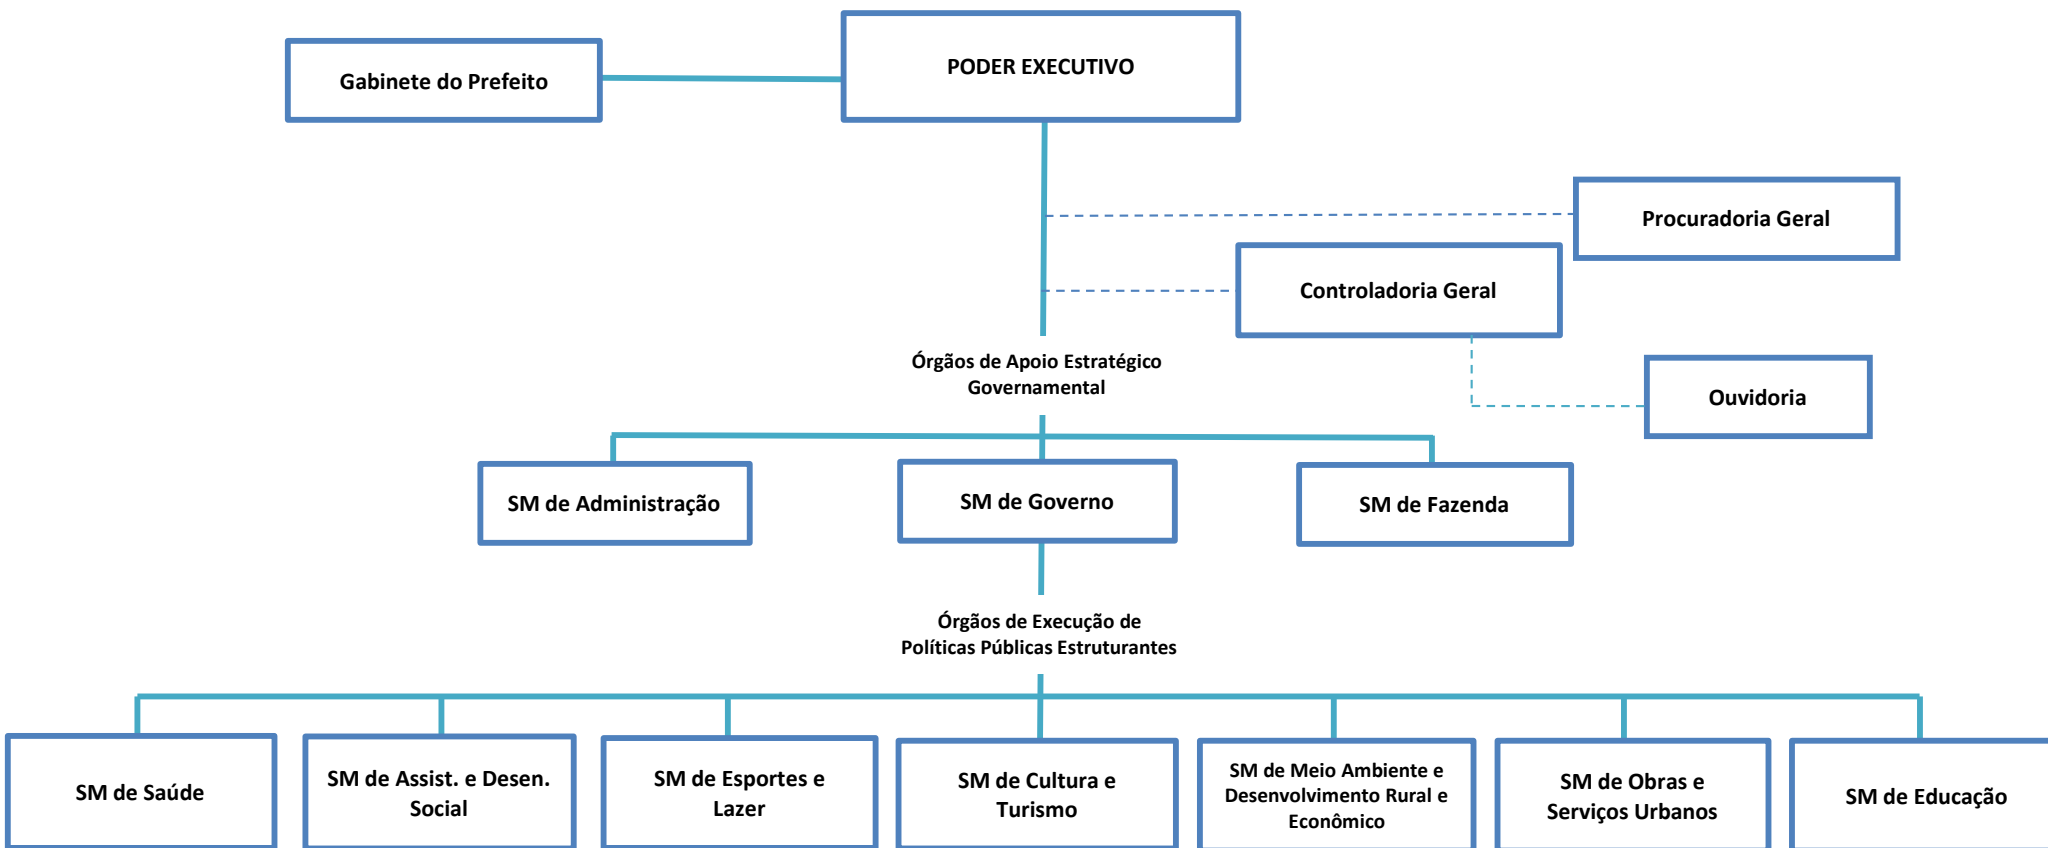 PODER EXECUTIVO
Gabinete do Prefeito
Procuradoria Geral
Controladoria Geral
Órgãos de Apoio Estratégico
Governamental
Ouvidoria
SM de Administração
SM de Governo
SM de Fazenda
Órgãos de Execução de
Políticas Públicas Estruturantes
SM de Saúde
SM de Assist. e Desen.
Social
SM de Esportes e
Lazer
SM de Cultura e
Turismo
SM de Meio Ambiente e
Desenvolvimento Rural e
Econômico
SM de Obras e
Serviços Urbanos
SM de Educação